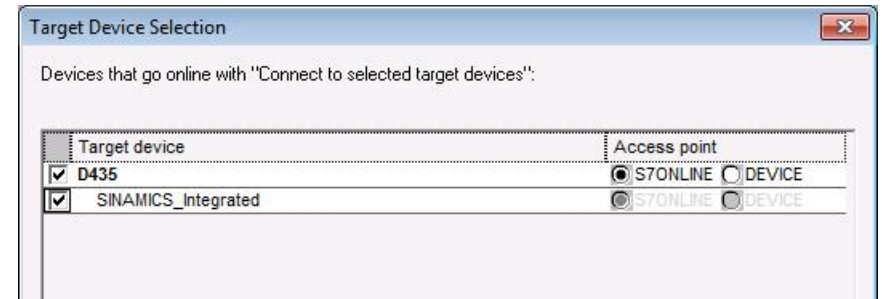 Target Device Selection
Devices that go online with "Connect to selected target devices":
Target device Access point
D435 S7ONLINE DEVICE
SINAMICS_Integrated S7ONLINE DEVICE